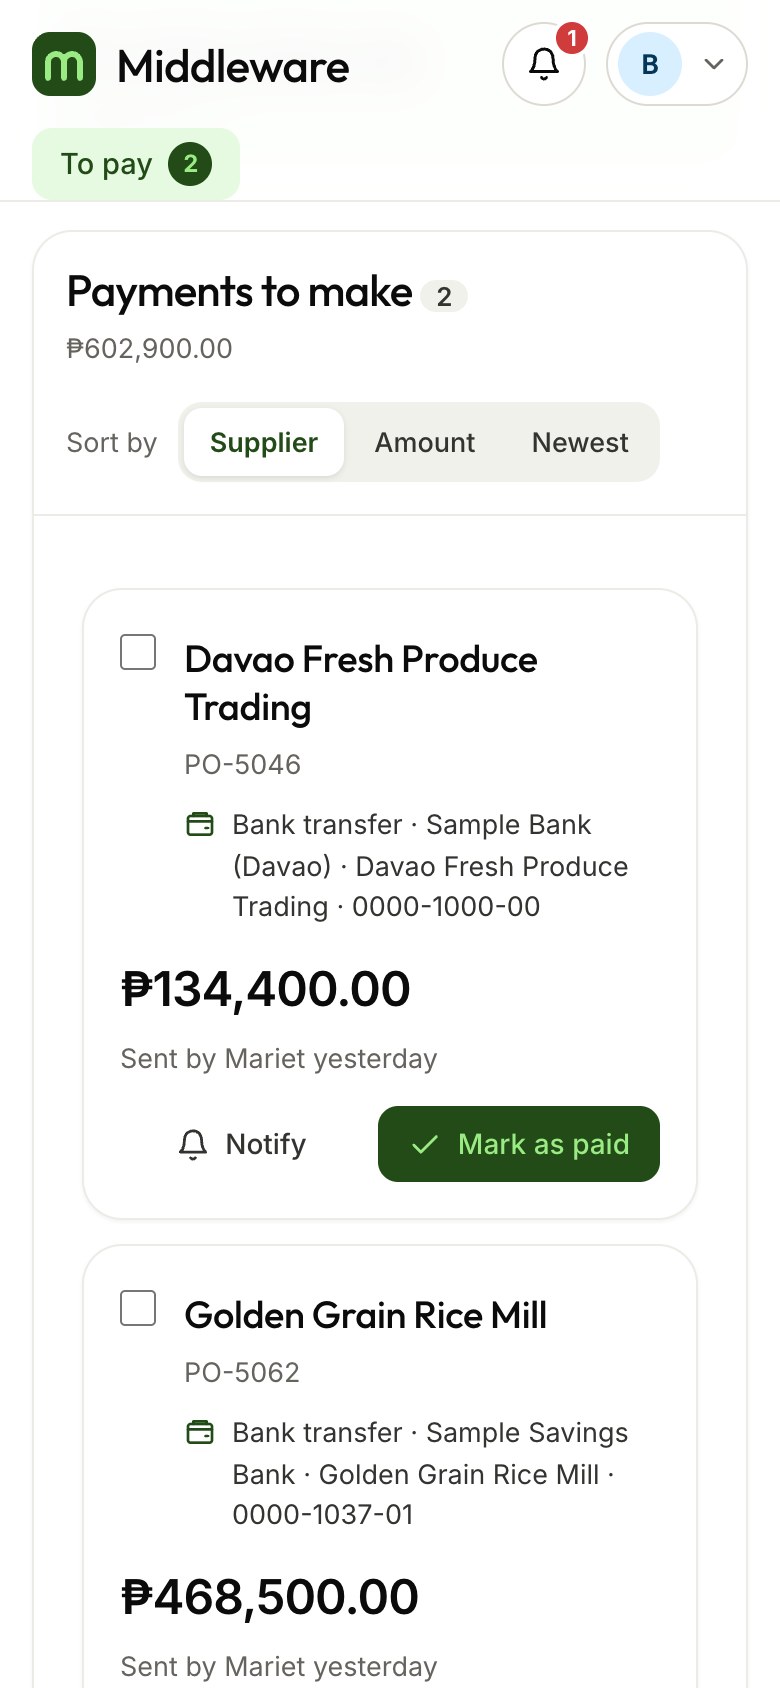 m Middleware
1
B
To pay 2
Payments to make 2
₱602,900.00
Sort by Supplier Amount Newest
Davao Fresh Produce
Trading
PO-5046
Bank transfer · Sample Bank
(Davao) · Davao Fresh Produce
Trading · 0000-1000-00
₱134,400.00
Sent by Mariet yesterday
Notify Mark as paid
Golden Grain Rice Mill
PO-5062
Bank transfer · Sample Savings
Bank · Golden Grain Rice Mill ·
0000-1037-01
₱468,500.00
Sent by Mariet yesterday